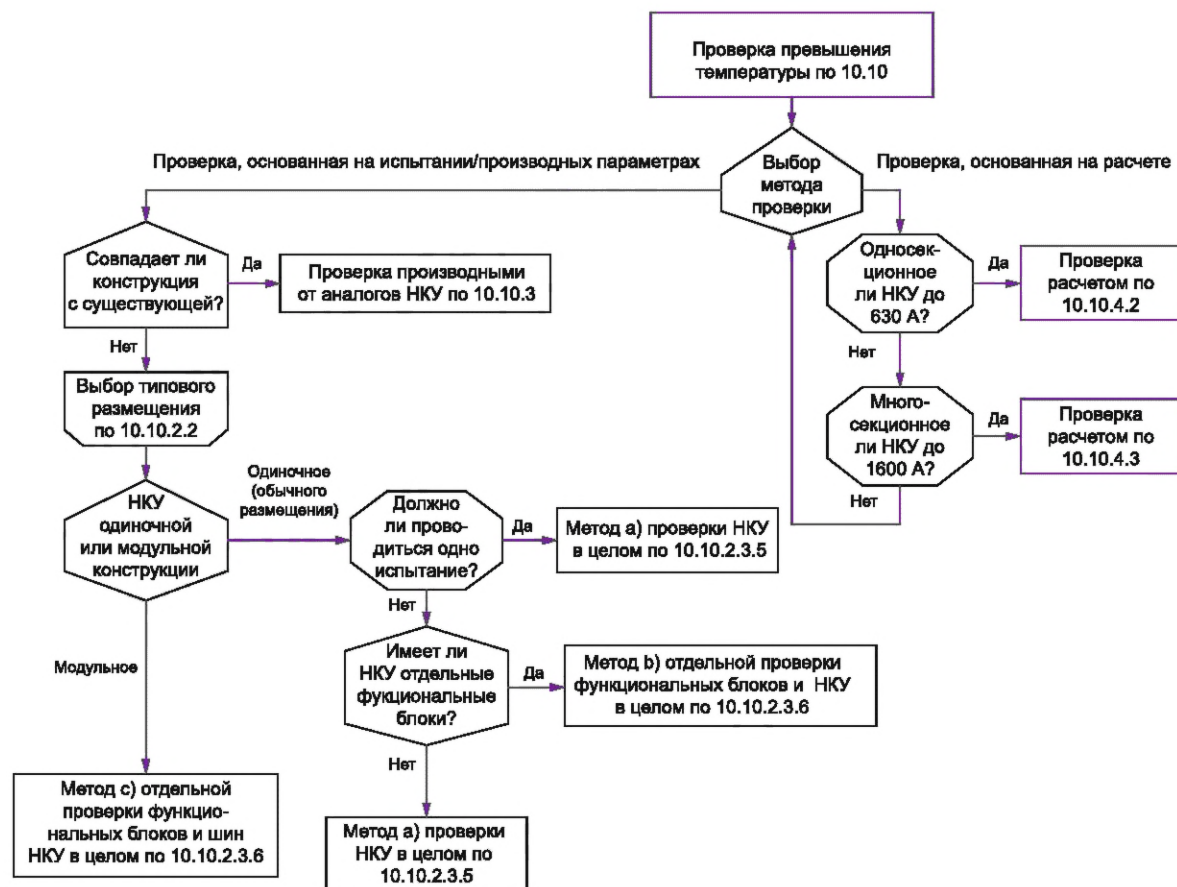 Проверка превышения
температуры по 10.10
Проверка, основанная на испытании/производных параметрах
Выбор
метода
проверки
Проверка, основанная на расчете
Совпадает ли
конструкция
с существующей?
Да
Проверка производными
от аналогов НКУ по 10.10.3
Односек-
ционное
ли НКУ до
630 А?
Да
Проверка
расчетом по
10.10.4.2
Нет
Нет
Выбор типового
размещения
по 10.10.2.2
Много-
секционное
ли НКУ до
1600 А?
Да
Проверка
расчетом по
10.10.4.3
Нет
НКУ
одиночной
или модульной
конструкции
Одиночное
(обычного
размещения)
Должно
ли прово-
диться одно
испытание?
Да
Метод a) проверки НКУ
в целом по 10.10.2.3.5
Нет
Модульное
Имеет ли
НКУ отдельные
фукциональные
блоки?
Да
Метод b) отдельной проверки
функциональных блоков и НКУ
в целом по 10.10.2.3.6
Нет
Метод c) отдельной
проверки функцио-
нальных блоков и шин
НКУ в целом по 10.10.2.3.6
Метод a) проверки
НКУ в целом по
10.10.2.3.5